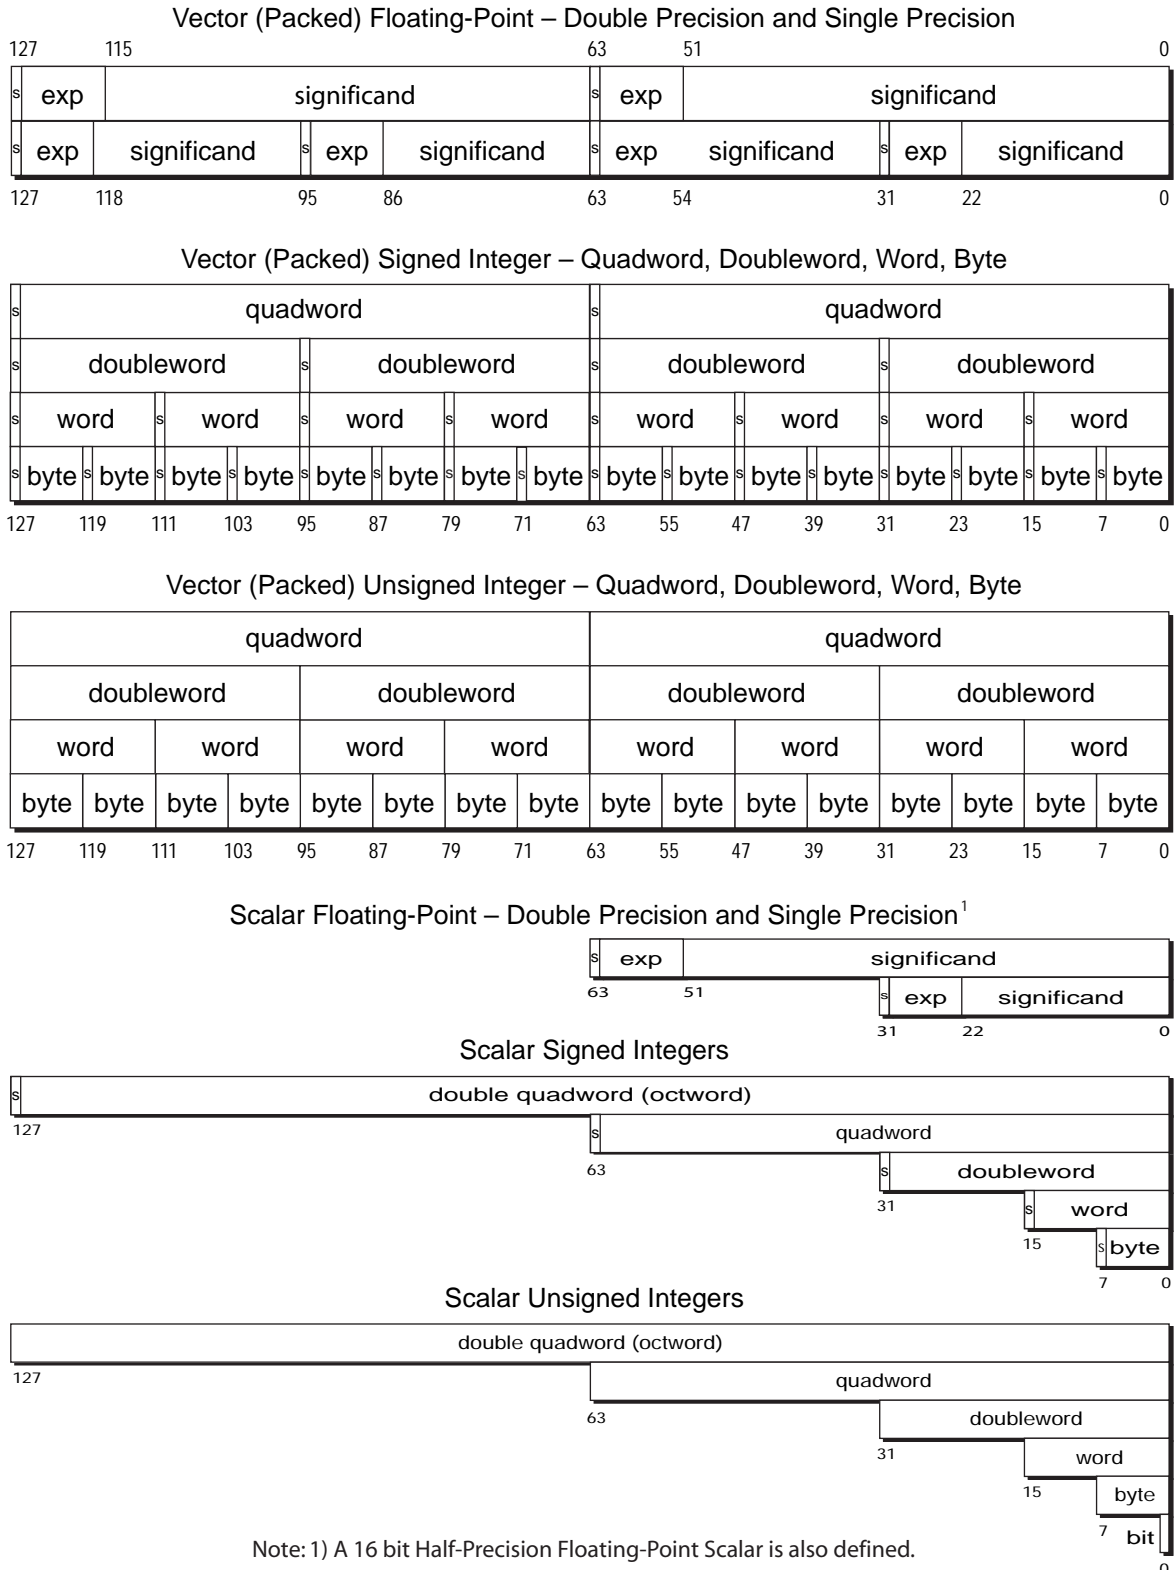 Vector (Packed) Floating-Point – Double Precision and Single Precision
127 115 63 51 0
s exp significand s exp significand
s exp significand s exp significand s exp significand s exp significand
127 118 95 86 63 54 31 22 0
Vector (Packed) Signed Integer – Quadword, Doubleword, Word, Byte
s quadword s quadword
s doubleword s doubleword s doubleword s doubleword
s word s word s word s word s word s word s word s word
s byte s byte s byte s byte s byte s byte s byte s byte s byte s byte s byte s byte s byte s byte s byte s byte
127 119 111 103 95 87 79 71 63 55 47 39 31 23 15 7 0
Vector (Packed) Unsigned Integer – Quadword, Doubleword, Word, Byte
quadword quadword
doubleword doubleword doubleword doubleword
word word word word word word word word
byte byte byte byte byte byte byte byte byte byte byte byte byte byte byte byte
127 119 111 103 95 87 79 71 63 55 47 39 31 23 15 7 0
Scalar Floating-Point – Double Precision and Single Precision1
s exp significand
63 51
s exp significand
31 22 0
Scalar Signed Integers
s double quadword (octword)
127
s quadword
63
s doubleword
31
s word
15
s byte
7 0
Scalar Unsigned Integers
double quadword (octword)
127
quadword
63
doubleword
31
word
15
byte
7
bit
0
Note: 1) A 16 bit Half-Precision Floating-Point Scalar is also defined.